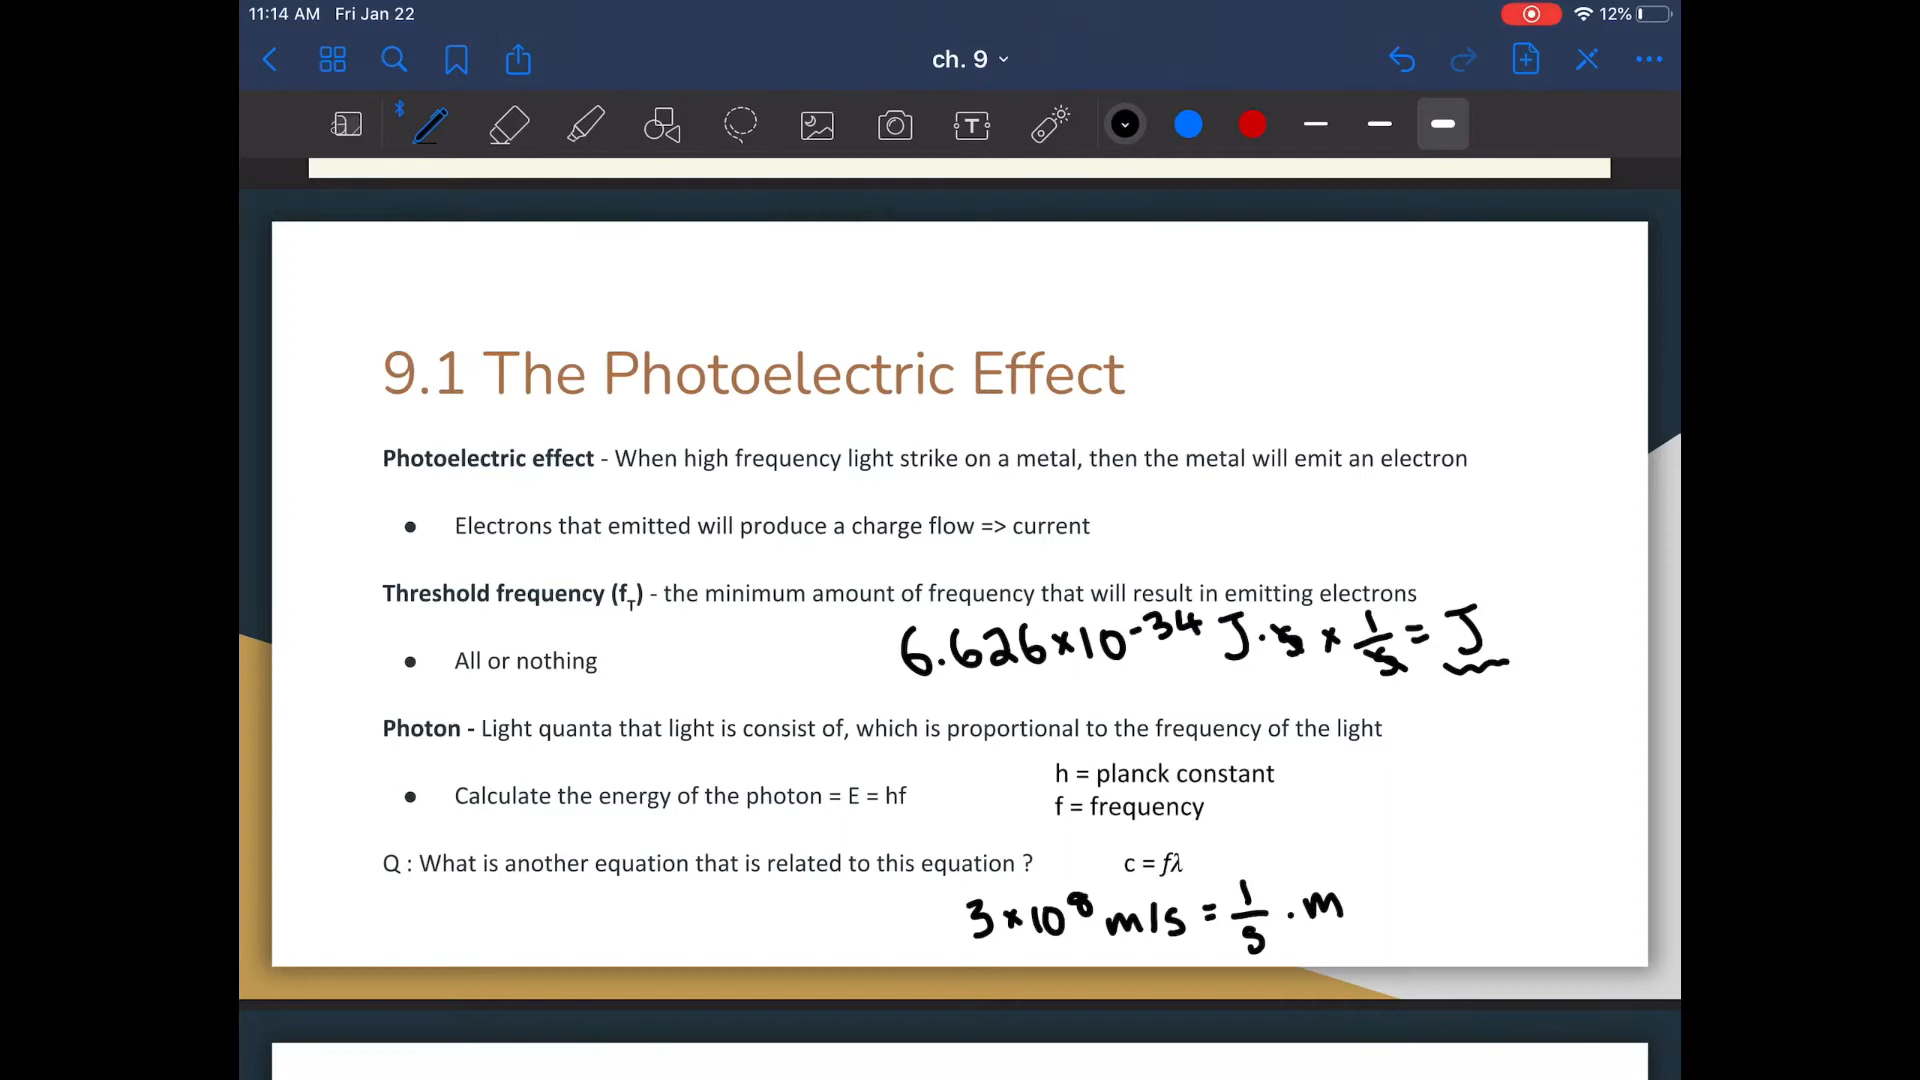 11:14 AM Fri Jan 22 12%
ch. 9
T
9.1 The Photoelectric Effect
Photoelectric effect - When high frequency light strike on a metal, then the metal will emit an electron
● Electrons that emitted will produce a charge flow => current
Threshold frequency (f_T) - the minimum amount of frequency that will result in emitting electrons
6.626×10⁻³⁴ J·s × 1/s = J
● All or nothing
Photon - Light quanta that light is consist of, which is proportional to the frequency of the light
h = planck constant
● Calculate the energy of the photon = E = hf
f = frequency
Q : What is another equation that is related to this equation ? c = fλ
3×10⁸ m/s = 1/s · m